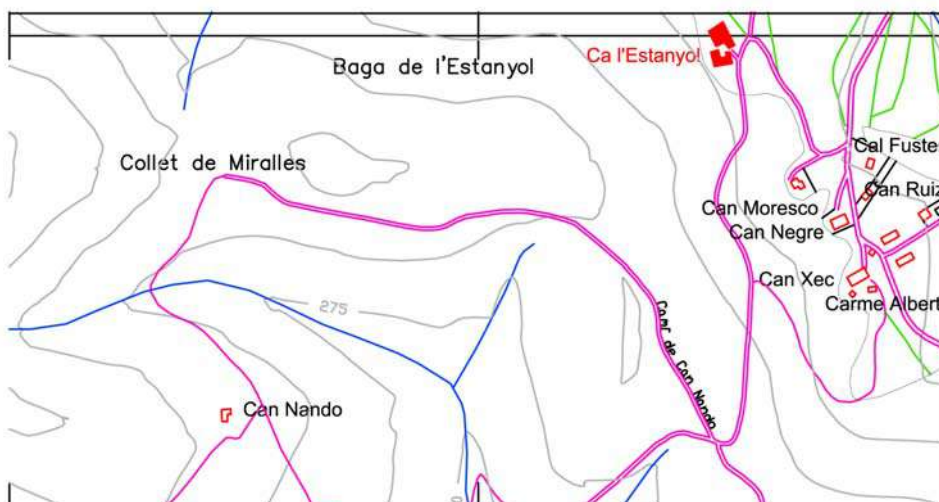 Ca l'Estanyol
Baga de l'Estanyol
Cal Fuster
Collet de Miralles
Can Ruiz
Can Moresco
Can Negre
Can Xec
275
Carme Albert
Camí de Can Nando
Can Nando